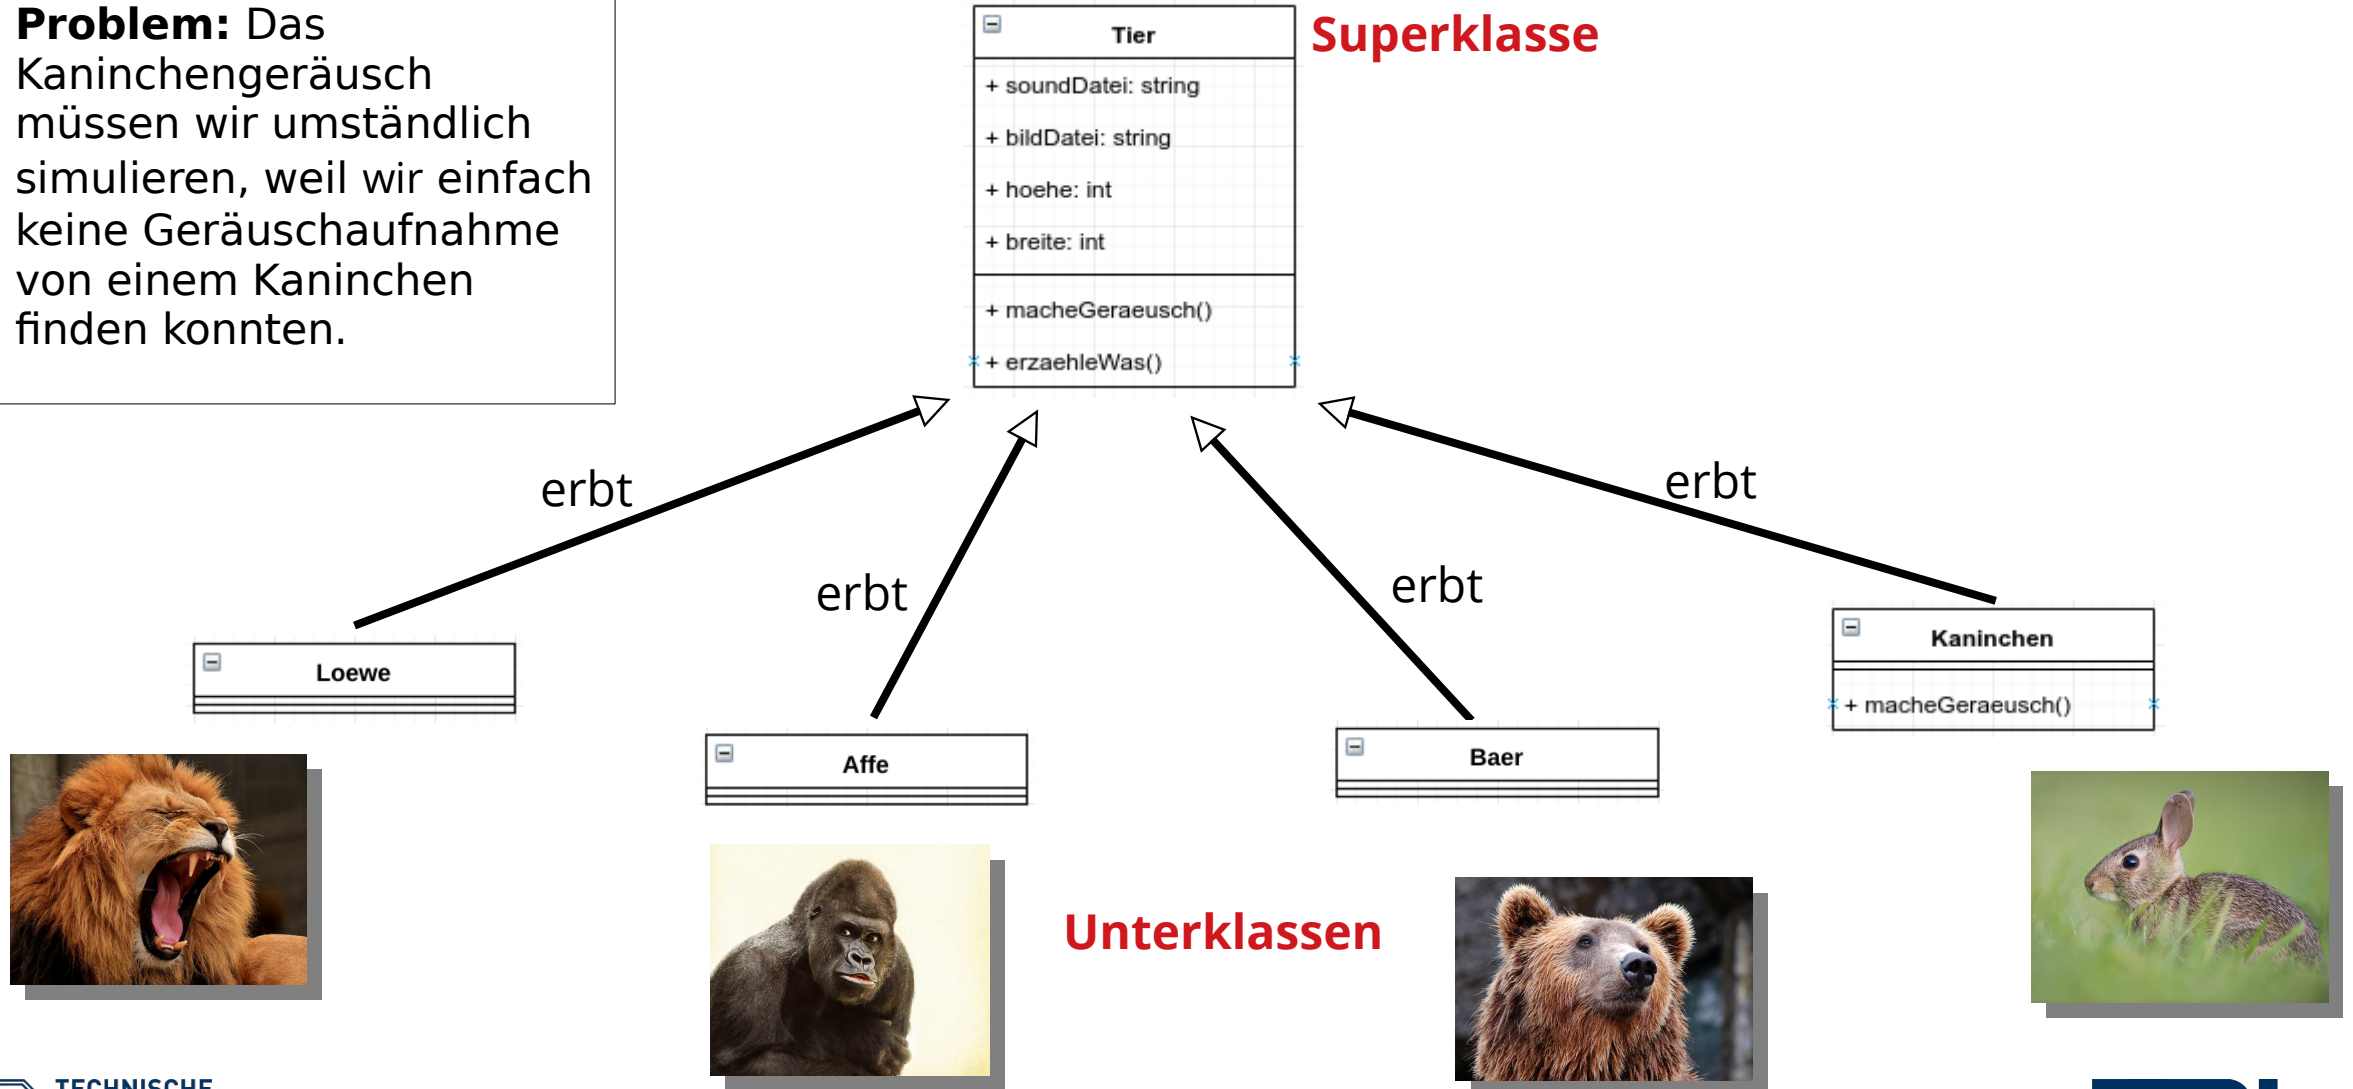 Problem: Das
Kaninchengeräusch
müssen wir umständlich
simulieren, weil wir einfach
keine Geräuschaufnahme
von einem Kaninchen
finden konnten.
Tier
Superklasse
+ soundDatei: string
+ bildDatei: string
+ hoehe: int
+ breite: int
+ macheGeraeusch()
+ erzaehleWas()
erbt
erbt
erbt
erbt
Loewe
Affe
Baer
Kaninchen
+ macheGeraeusch()
Unterklassen
TECHNISCHE